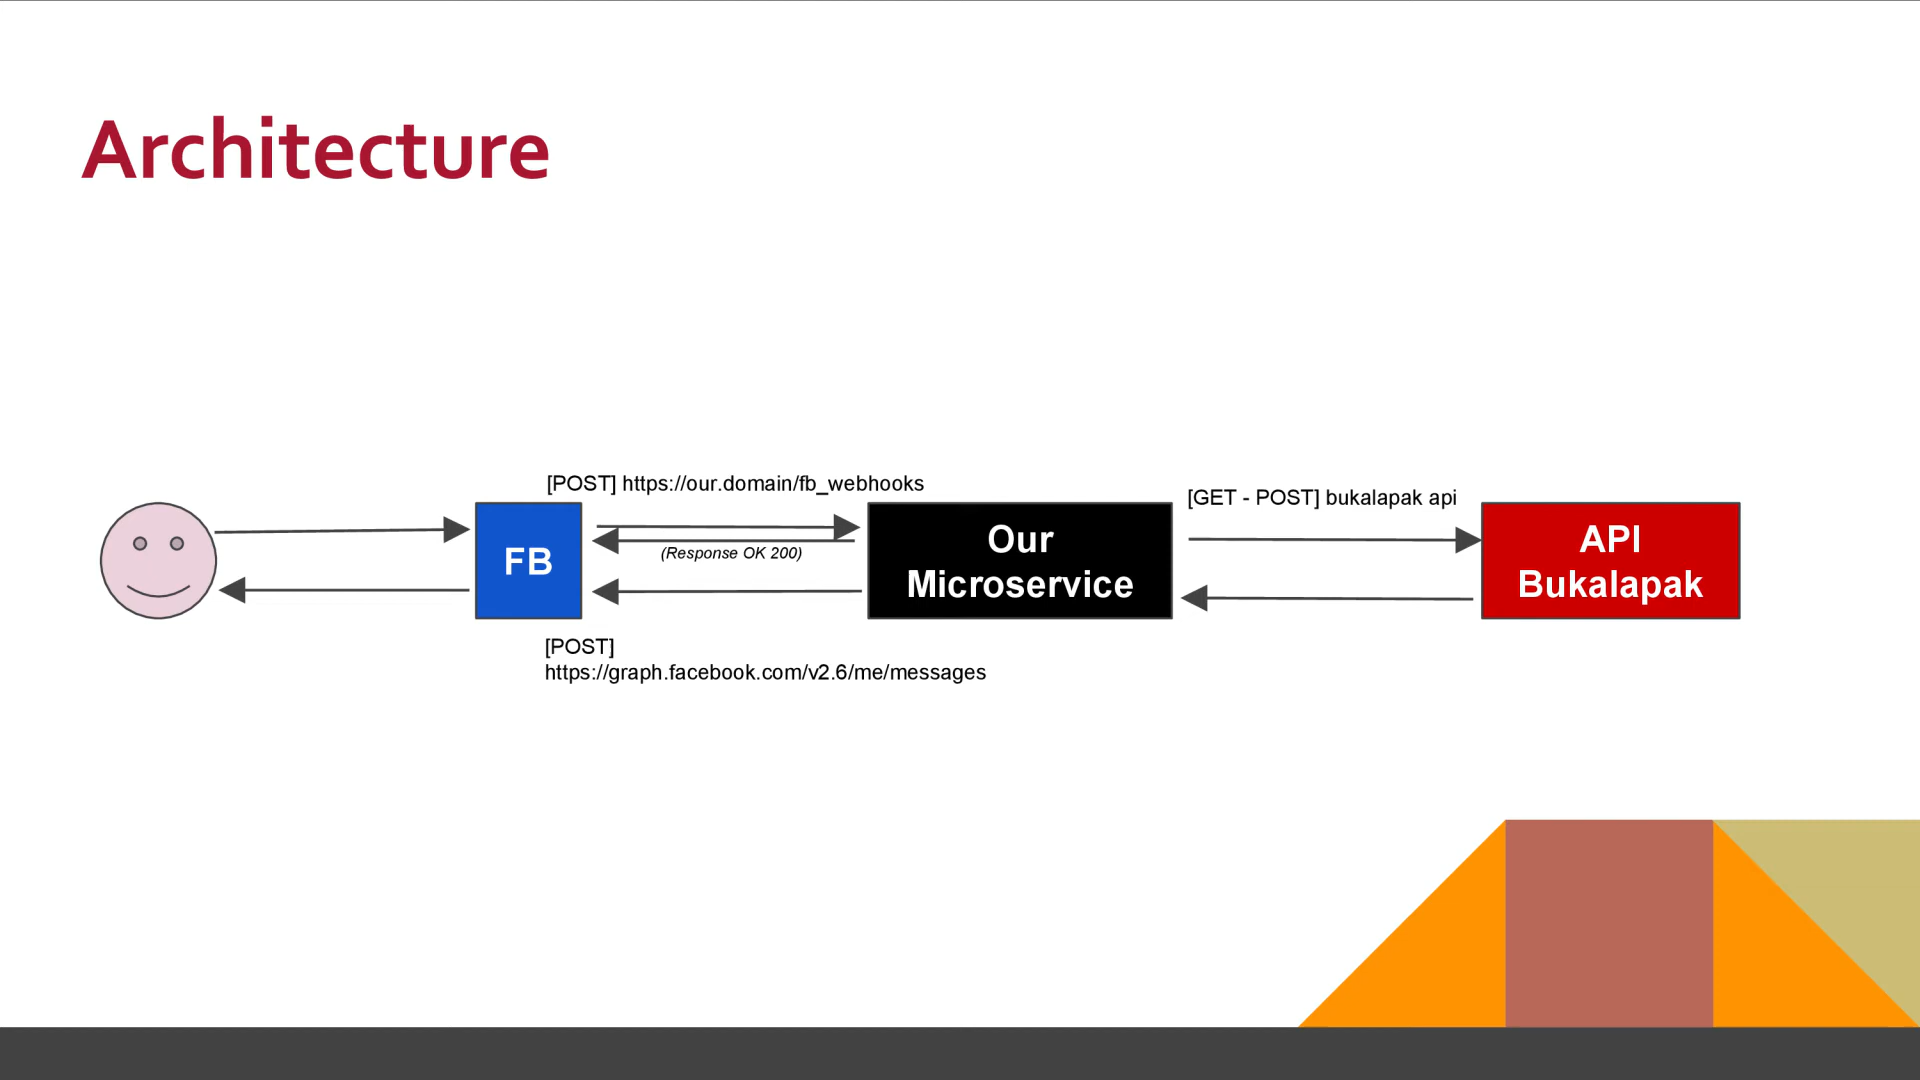 Architecture
[POST] https://our.domain/fb_webhooks
[GET - POST] bukalapak api
FB
(Response OK 200)
Our
Microservice
API
Bukalapak
[POST]
https://graph.facebook.com/v2.6/me/messages